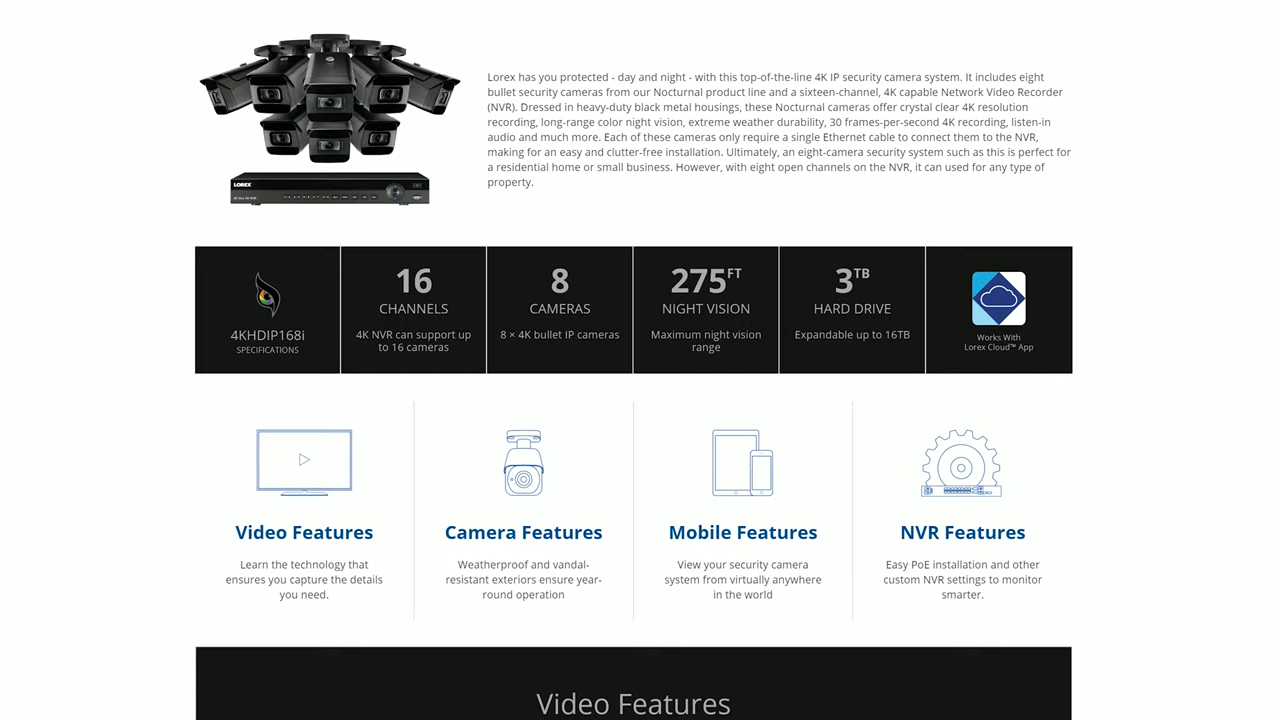 Lorex has you protected - day and night - with this top-of-the-line 4K IP security camera system. It includes eight
bullet security cameras from our Nocturnal product line and a sixteen-channel, 4K capable Network Video Recorder
(NVR). Dressed in heavy-duty black metal housings, these Nocturnal cameras offer crystal clear 4K resolution
recording, long-range color night vision, extreme weather durability, 30 frames-per-second 4K recording, listen-in
audio and much more. Each of these cameras only require a single Ethernet cable to connect them to the NVR,
making for an easy and clutter-free installation. Ultimately, an eight-camera security system such as this is perfect for
a residential home or small business. However, with eight open channels on the NVR, it can used for any type of
property.
LOREX
4KHDIP168i
SPECIFICATIONS
16
CHANNELS
4K NVR can support up
to 16 cameras
8
CAMERAS
8 × 4K bullet IP cameras
275FT
NIGHT VISION
Maximum night vision
range
3TB
HARD DRIVE
Expandable up to 16TB
Works With
Lorex Cloud™ App
Video Features
Learn the technology that
ensures you capture the details
you need.
Camera Features
Weatherproof and vandal-
resistant exteriors ensure year-
round operation
Mobile Features
View your security camera
system from virtually anywhere
in the world
NVR Features
Easy PoE installation and other
custom NVR settings to monitor
smarter.
Video Features